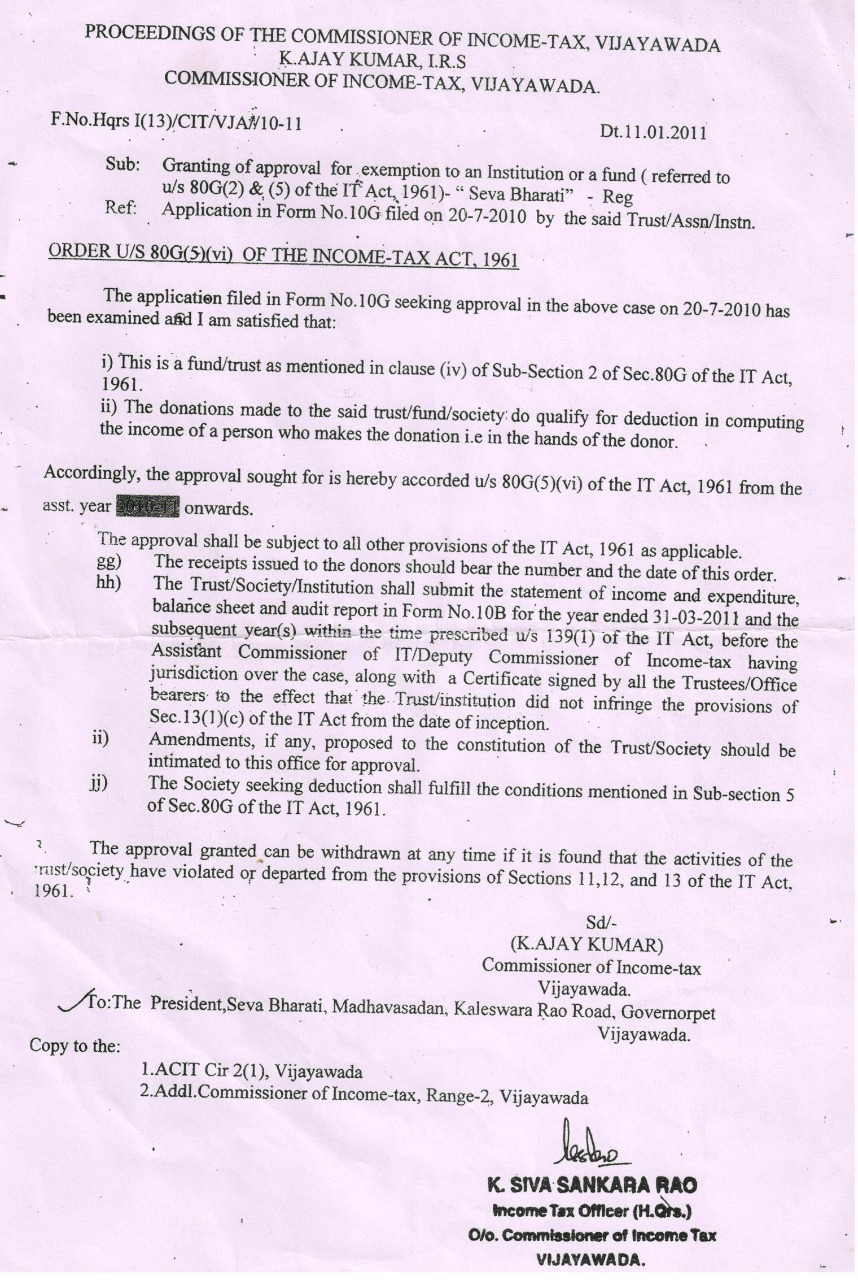 PROCEEDINGS OF THE COMMISSIONER OF INCOME-TAX, VIJAYAWADA
K.AJAY KUMAR, I.R.S
COMMISSIONER OF INCOME-TAX, VIJAYAWADA.
F.No.Hqrs I(13)/CIT/VJA/10-11
Dt.11.01.2011
Sub: Granting of approval for exemption to an Institution or a fund ( referred to
u/s 80G(2) & (5) of the IT Act, 1961)- “ Seva Bharati” - Reg
Ref: Application in Form No.10G filed on 20-7-2010 by the said Trust/Assn/Instn.
ORDER U/S 80G(5)(vi) OF THE INCOME-TAX ACT, 1961
The application filed in Form No.10G seeking approval in the above case on 20-7-2010 has
been examined and I am satisfied that:
i) This is a fund/trust as mentioned in clause (iv) of Sub-Section 2 of Sec.80G of the IT Act,
1961.
ii) The donations made to the said trust/fund/society do qualify for deduction in computing
the income of a person who makes the donation i.e in the hands of the donor.
Accordingly, the approval sought for is hereby accorded u/s 80G(5)(vi) of the IT Act, 1961 from the
asst. year onwards.
The approval shall be subject to all other provisions of the IT Act, 1961 as applicable.
gg) The receipts issued to the donors should bear the number and the date of this order.
hh) The Trust/Society/Institution shall submit the statement of income and expenditure,
balance sheet and audit report in Form No.10B for the year ended 31-03-2011 and the
subsequent year(s) within the time prescribed u/s 139(1) of the IT Act, before the
Assistant Commissioner of IT/Deputy Commissioner of Income-tax having
jurisdiction over the case, along with a Certificate signed by all the Trustees/Office
bearers to the effect that the Trust/institution did not infringe the provisions of
Sec.13(1)(c) of the IT Act from the date of inception.
ii) Amendments, if any, proposed to the constitution of the Trust/Society should be
intimated to this office for approval.
jj) The Society seeking deduction shall fulfill the conditions mentioned in Sub-section 5
of Sec.80G of the IT Act, 1961.
The approval granted can be withdrawn at any time if it is found that the activities of the
rust/society have violated or departed from the provisions of Sections 11,12, and 13 of the IT Act,
1961.
Sd/-
(K.AJAY KUMAR)
Commissioner of Income-tax
Vijayawada.
To:The President,Seva Bharati, Madhavasadan, Kaleswara Rao Road, Governorpet
Vijayawada.
Copy to the:
1.ACIT Cir 2(1), Vijayawada
2.Addl.Commissioner of Income-tax, Range-2, Vijayawada
K. SIVA SANKARA RAO
Income Tax Officer (H.Qrs.)
O/o. Commissioner of Income Tax
VIJAYAWADA.